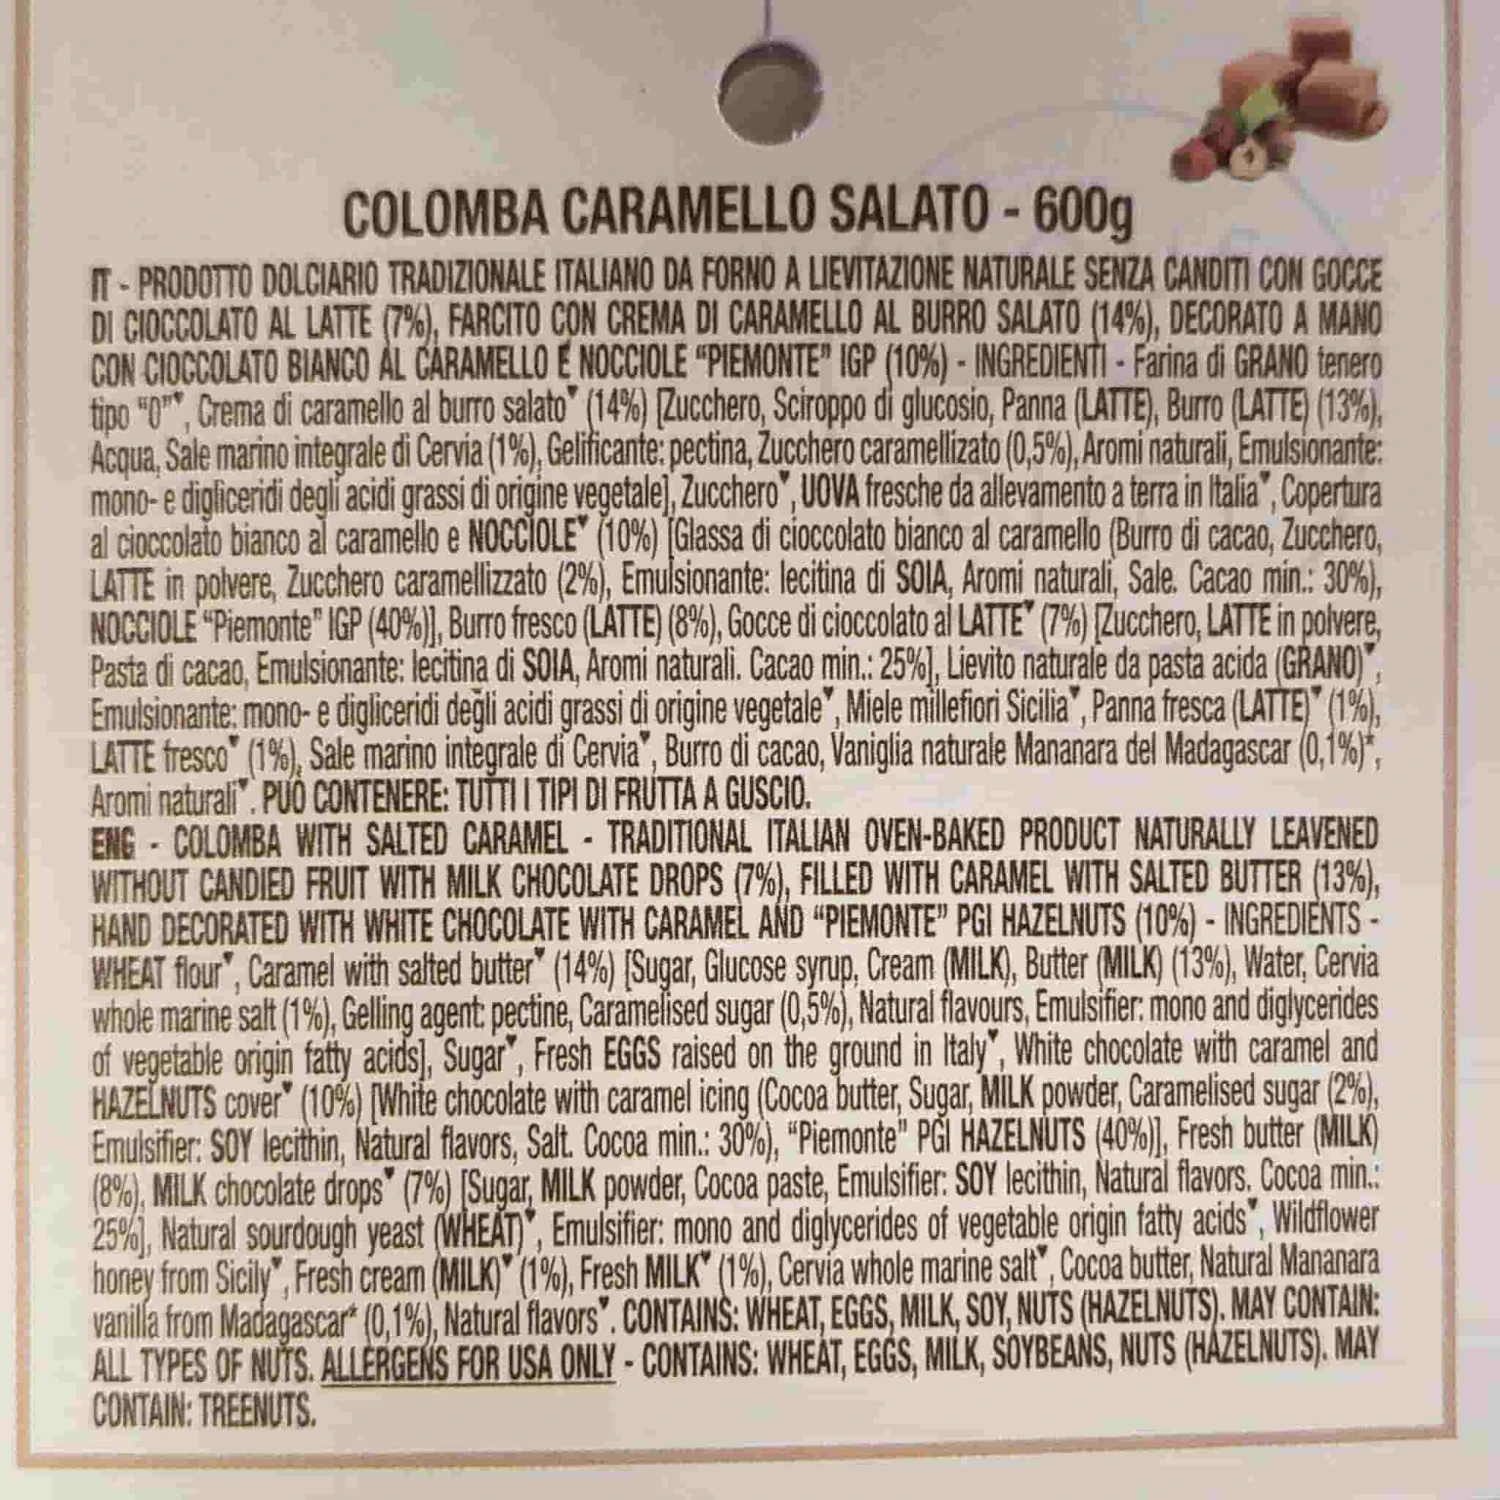 COLOMBA CARAMELLO SALATO - 600g
IT - PRODOTTO DOLCIARIO TRADIZIONALE ITALIANO DA FORNO A LIEVITAZIONE NATURALE SENZA CANDITI CON GOCCE
DI CIOCCOLATO AL LATTE (7%), FARCITO CON CREMA DI CARAMELLO AL BURRO SALATO (14%), DECORATO A MANO
CON CIOCCOLATO BIANCO AL CARAMELLO E NOCCIOLE “PIEMONTE” IGP (10%) - INGREDIENTI - Farina di GRANO tenero
tipo “0”♥, Crema di caramello al burro salato♥ (14%) [Zucchero, Sciroppo di glucosio, Panna (LATTE), Burro (LATTE) (13%),
Acqua, Sale marino integrale di Cervia (1%), Gelificante: pectina, Zucchero caramellizato (0,5%), Aromi naturali, Emulsionante:
mono- e digliceridi degli acidi grassi di origine vegetale], Zucchero♥, UOVA fresche da allevamento a terra in Italia♥, Copertura
al cioccolato bianco al caramello e NOCCIOLE♥ (10%) [Glassa di cioccolato bianco al caramello (Burro di cacao, Zucchero,
LATTE in polvere, Zucchero caramellizzato (2%), Emulsionante: lecitina di SOIA, Aromi naturali, Sale. Cacao min.: 30%),
NOCCIOLE “Piemonte” IGP (40%)], Burro fresco (LATTE) (8%), Gocce di cioccolato al LATTE♥ (7%) [Zucchero, LATTE in polvere,
Pasta di cacao, Emulsionante: lecitina di SOIA, Aromi naturali. Cacao min.: 25%], Lievito naturale da pasta acida (GRANO)♥,
Emulsionante: mono- e digliceridi degli acidi grassi di origine vegetale♥, Miele millefiori Sicilia♥, Panna fresca (LATTE)♥ (1%),
LATTE fresco♥ (1%), Sale marino integrale di Cervia♥, Burro di cacao, Vaniglia naturale Mananara del Madagascar (0,1%)*,
Aromi naturali♥. PUÒ CONTENERE: TUTTI I TIPI DI FRUTTA A GUSCIO.
ENG - COLOMBA WITH SALTED CARAMEL - TRADITIONAL ITALIAN OVEN-BAKED PRODUCT NATURALLY LEAVENED
WITHOUT CANDIED FRUIT WITH MILK CHOCOLATE DROPS (7%), FILLED WITH CARAMEL WITH SALTED BUTTER (13%),
HAND DECORATED WITH WHITE CHOCOLATE WITH CARAMEL AND “PIEMONTE” PGI HAZELNUTS (10%) - INGREDIENTS -
WHEAT flour♥, Caramel with salted butter♥ (14%) [Sugar, Glucose syrup, Cream (MILK), Butter (MILK) (13%), Water, Cervia
whole marine salt (1%), Gelling agent: pectine, Caramelised sugar (0,5%), Natural flavours, Emulsifier: mono and diglycerides
of vegetable origin fatty acids], Sugar♥, Fresh EGGS raised on the ground in Italy♥, White chocolate with caramel and
HAZELNUTS cover♥ (10%) [White chocolate with caramel icing (Cocoa butter, Sugar, MILK powder, Caramelised sugar (2%),
Emulsifier: SOY lecithin, Natural flavors, Salt. Cocoa min.: 30%), “Piemonte” PGI HAZELNUTS (40%)], Fresh butter (MILK)
(8%), MILK chocolate drops♥ (7%) [Sugar, MILK powder, Cocoa paste, Emulsifier: SOY lecithin, Natural flavors. Cocoa min.:
25%], Natural sourdough yeast (WHEAT)♥, Emulsifier: mono and diglycerides of vegetable origin fatty acids♥, Wildflower
honey from Sicily♥, Fresh cream (MILK)♥ (1%), Fresh MILK♥ (1%), Cervia whole marine salt♥, Cocoa butter, Natural Mananara
vanilla from Madagascar* (0,1%), Natural flavors♥. CONTAINS: WHEAT, EGGS, MILK, SOY, NUTS (HAZELNUTS). MAY CONTAIN:
ALL TYPES OF NUTS. ALLERGENS FOR USA ONLY - CONTAINS: WHEAT, EGGS, MILK, SOYBEANS, NUTS (HAZELNUTS). MAY
CONTAIN: TREENUTS.